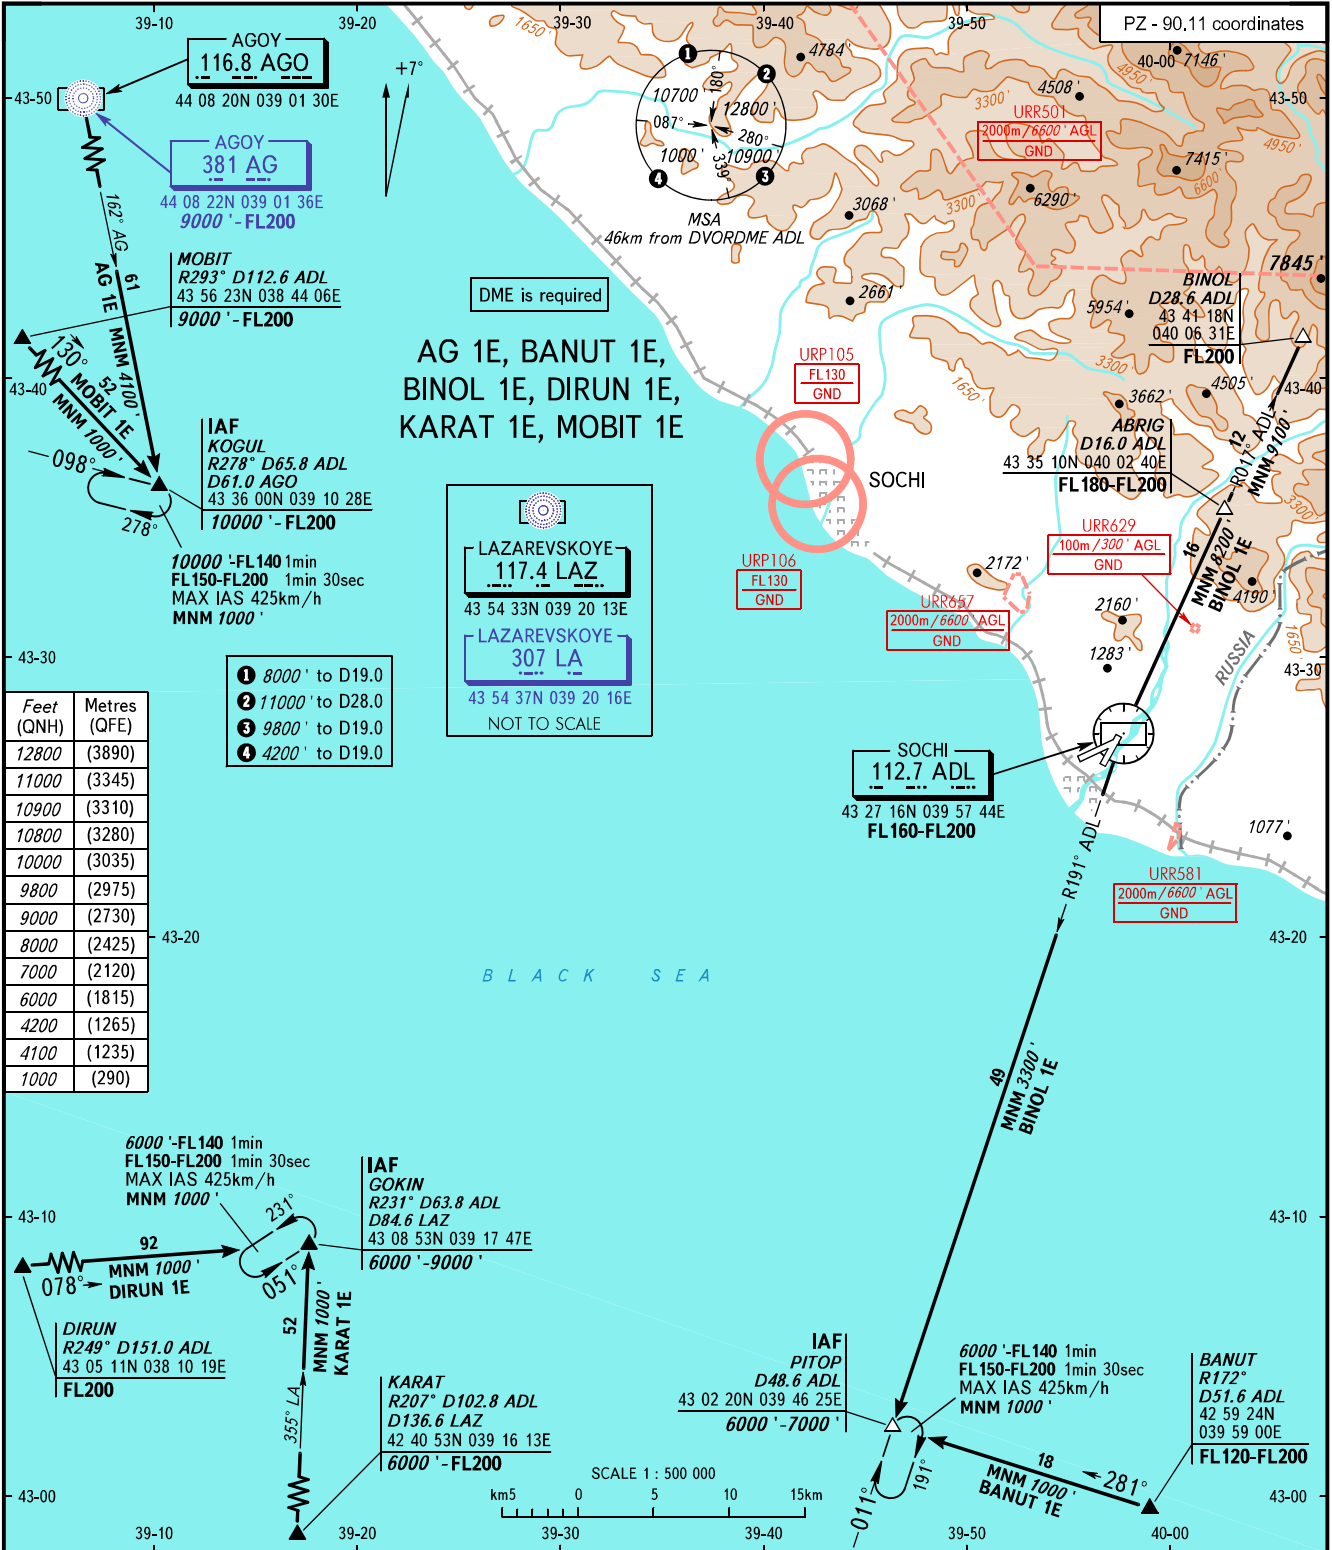 39-10
39-20
39-30
39-40
39-50
40-00
PZ - 90.11 coordinates
AGOY
116.8 AGO
44 08 20N 039 01 30E
+7°
43-50
AGOY
381 AG
44 08 22N 039 01 36E
9000 '-FL200
162° AG
61
AG 1E
MNM 4100 '
MOBIT
R293° D112.6 ADL
43 56 23N 038 44 06E
9000 '-FL200
130°
52
MOBIT 1E
MNM 1000 '
43-40
098°
278°
IAF
KOGUL
R278° D65.8 ADL
D61.0 AGO
43 36 00N 039 10 28E
10000 '-FL200
10000 '-FL140 1min
FL150-FL200 1min 30sec
MAX IAS 425km/h
MNM 1000 '
1
2
3
4
10700 '
180°
12800 '
087°
280°
1000 '
339°
10900 '
MSA
46km from DVORDME ADL
DME is required
AG 1E, BANUT 1E,
BINOL 1E, DIRUN 1E,
KARAT 1E, MOBIT 1E
LAZAREVSKOYE
117.4 LAZ
43 54 33N 039 20 13E
LAZAREVSKOYE
307 LA
43 54 37N 039 20 16E
NOT TO SCALE
1 8000 ' to D19.0
2 11000 ' to D28.0
3 9800 ' to D19.0
4 4200 ' to D19.0
43-30
Feet (QNH) Metres (QFE)
12800 (3890)
11000 (3345)
10900 (3310)
10800 (3280)
10000 (3035)
9800 (2975)
9000 (2730)
8000 (2425)
7000 (2120)
6000 (1815)
4200 (1265)
4100 (1235)
1000 (290)
43-20
1650 '
1650 '
4784 '
4508 '
4950 '
7146 '
43-50
3300 '
URR501
2000m/6600 ' AGL
GND
4950 '
7415 '
6600 '
6290 '
3300 '
3068 '
2661 '
5954 '
7845 '
BINOL
D28.6 ADL
43 41 18N
040 06 31E
FL200
URP105
FL130
GND
3300 '
1650 '
3662 '
4505 '
43-40
ABRIG
D16.0 ADL
43 35 10N 040 02 40E
FL180-FL200
12
R017° ADL
MNM 9100 '
3300 '
SOCHI
URP106
FL130
GND
URR629
100m/300 ' AGL
GND
16
MNM 8200 '
BINOL 1E
4190 '
2172 '
URR657
2000m/6600 ' AGL
GND
2160 '
1283 '
RUSSIA
1650 '
43-30
SOCHI
112.7 ADL
43 27 16N 039 57 44E
FL160-FL200
R191° ADL
1077 '
URR581
2000m/6600 ' AGL
GND
43-20
BLACK SEA
49
MNM 3300 '
BINOL 1E
6000 '-FL140 1min
FL150-FL200 1min 30sec
MAX IAS 425km/h
MNM 1000 '
231°
051°
IAF
GOKIN
R231° D63.8 ADL
D84.6 LAZ
43 08 53N 039 17 47E
6000 '-9000 '
43-10
43-10
92
078°
MNM 1000 '
DIRUN 1E
DIRUN
R249° D151.0 ADL
43 05 11N 038 10 19E
FL200
52
MNM 1000 '
KARAT 1E
355° LA
KARAT
R207° D102.8 ADL
D136.6 LAZ
42 40 53N 039 16 13E
6000 '-FL200
IAF
PITOP
D48.6 ADL
43 02 20N 039 46 25E
6000 '-7000 '
6000 '-FL140 1min
FL150-FL200 1min 30sec
MAX IAS 425km/h
MNM 1000 '
BANUT
R172°
D51.6 ADL
42 59 24N
039 59 00E
FL120-FL200
011°
191°
18
281°
MNM 1000 '
BANUT 1E
SCALE 1 : 500 000
km5 0 5 10 15km
43-00
43-00
39-10
39-20
39-30
39-40
39-50
40-00